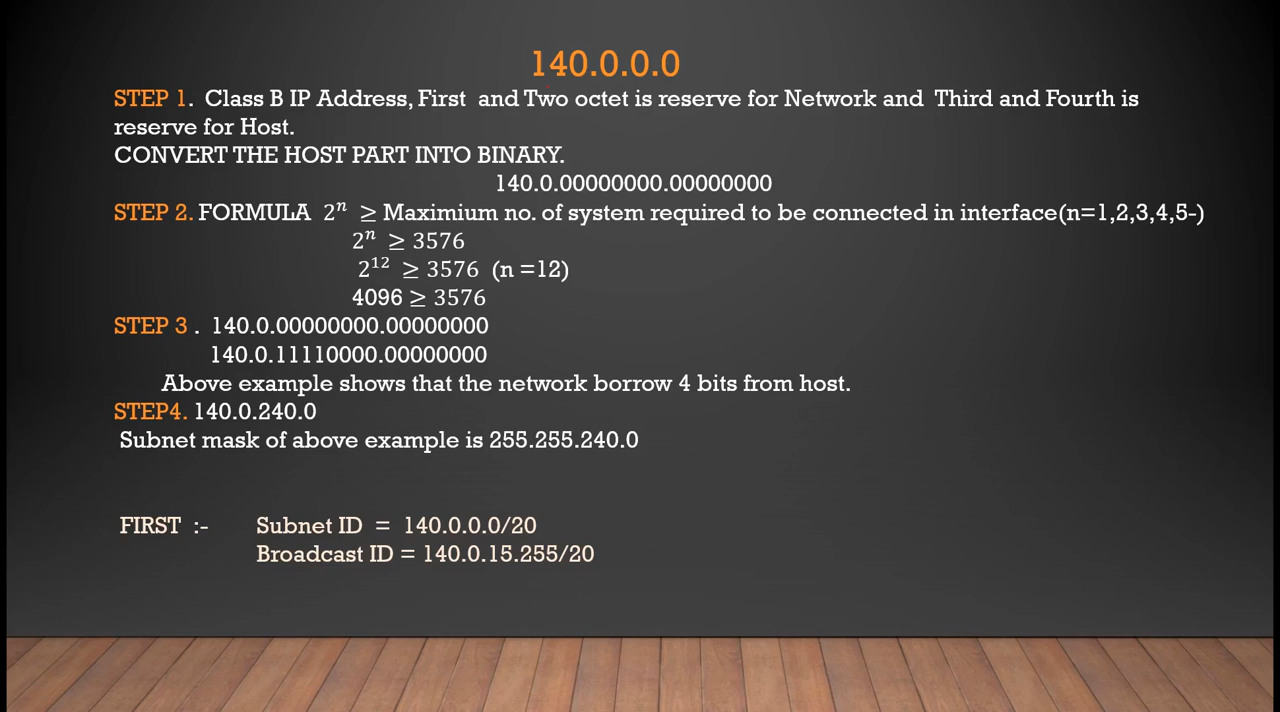 140.0.0.0
STEP 1. Class B IP Address, First and Two octet is reserve for Network and Third and Fourth is
reserve for Host.
CONVERT THE HOST PART INTO BINARY.
140.0.00000000.00000000
STEP 2. FORMULA 2ⁿ ≥ Maximium no. of system required to be connected in interface(n=1,2,3,4,5-)
2ⁿ ≥ 3576
2¹² ≥ 3576 (n =12)
4096 ≥ 3576
STEP 3 . 140.0.00000000.00000000
140.0.11110000.00000000
Above example shows that the network borrow 4 bits from host.
STEP4. 140.0.240.0
Subnet mask of above example is 255.255.240.0
FIRST :- Subnet ID = 140.0.0.0/20
Broadcast ID = 140.0.15.255/20